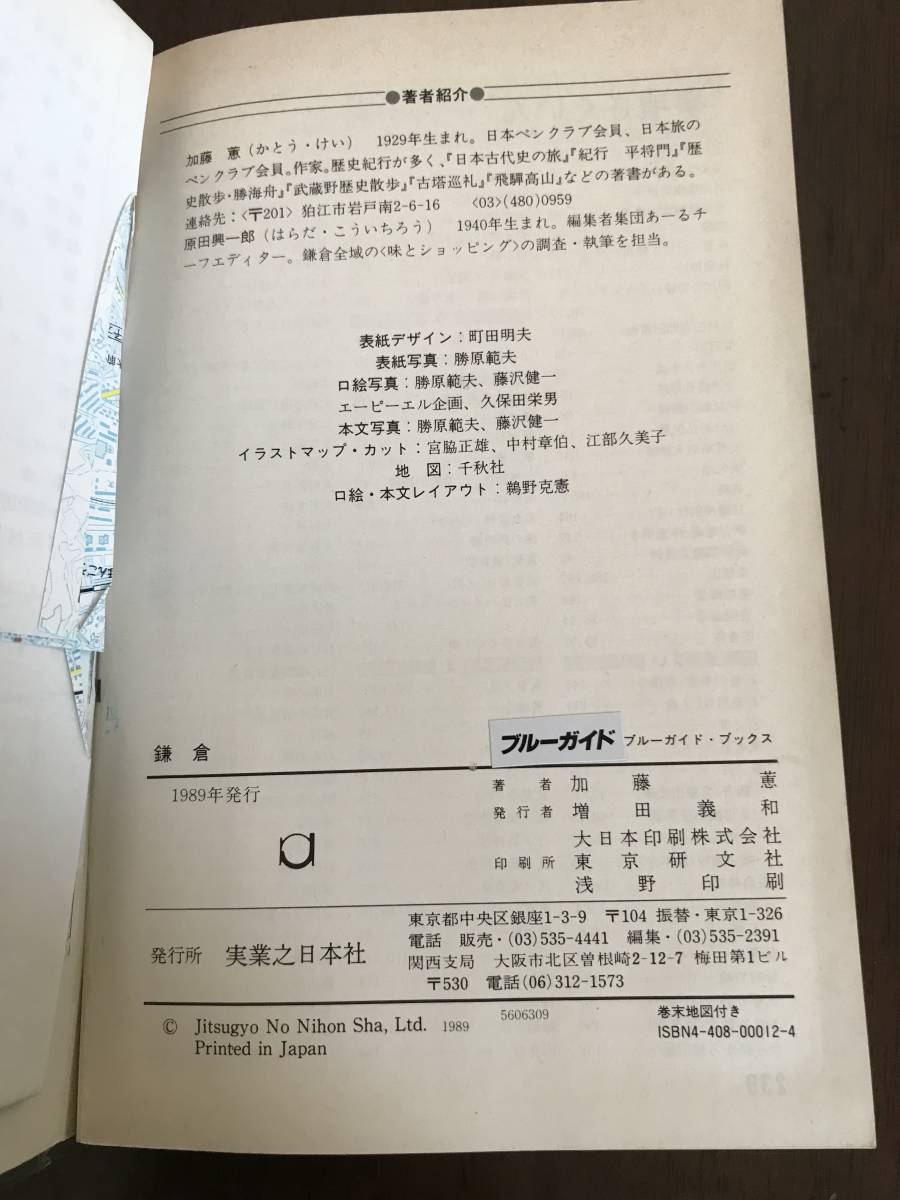 ●著者紹介●
加藤　蕙（かとう・けい）　1929年生まれ。日本ペンクラブ会員、日本旅の
ペンクラブ会員。作家。歴史紀行が多く、『日本古代史の旅』『紀行　平将門』『歴
史散歩・勝海舟』『武蔵野歴史散歩』『古塔巡礼』『飛驒高山』などの著書がある。
連絡先：〈〒201〉 狛江市岩戸南2-6-16　〈03〉(480)0959
原田興一郎（はらだ・こういちろう）　1940年生まれ。編集者集団あーるチ
ーフエディター。鎌倉全域の〈味とショッピング〉の調査・執筆を担当。
表紙デザイン：町田明夫
表紙写真：勝原範夫
口絵写真：勝原範夫、藤沢健一
エーピーエル企画、久保田栄男
本文写真：勝原範夫、藤沢健一
イラストマップ・カット：宮脇正雄、中村章伯、江部久美子
地　図：千秋社
口絵・本文レイアウト：鵜野克憲
鎌倉
ブルーガイド ブルーガイド・ブックス
1989年発行
著者 加藤蕙
発行者 増田義和
印刷所 大日本印刷株式会社
東京研文社
浅野印刷
発行所 実業之日本社
東京都中央区銀座1-3-9　〒104 振替・東京1-326
電話　販売・(03)535-4441　編集・(03)535-2391
関西支局　大阪市北区曽根崎2-12-7 梅田第1ビル
〒530　電話(06)312-1573
© Jitsugyo No Nihon Sha, Ltd. 1989 5606309
Printed in Japan
巻末地図付き
ISBN4-408-00012-4
239